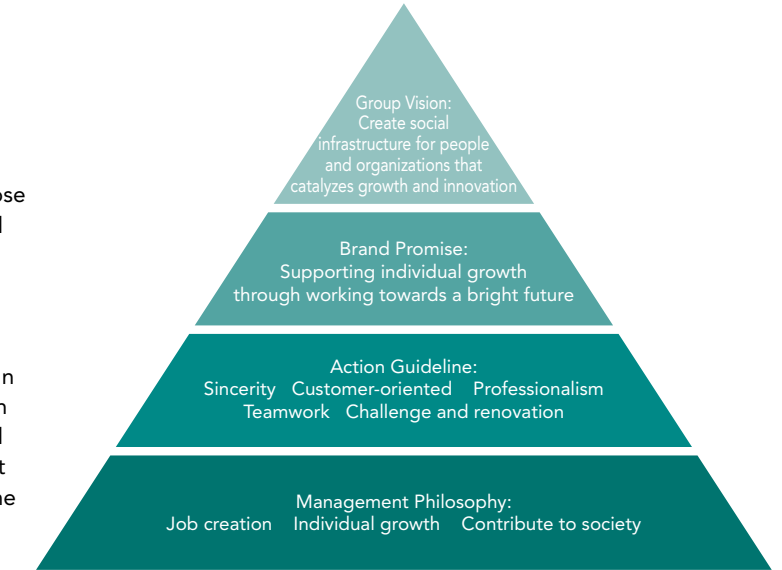 Group Vision:
Create social
infrastructure for people
and organizations that
catalyzes growth and innovation
Brand Promise:
Supporting individual growth
through working towards a bright future
Action Guideline:
Sincerity Customer-oriented Professionalism
Teamwork Challenge and renovation
Management Philosophy:
Job creation Individual growth Contribute to society